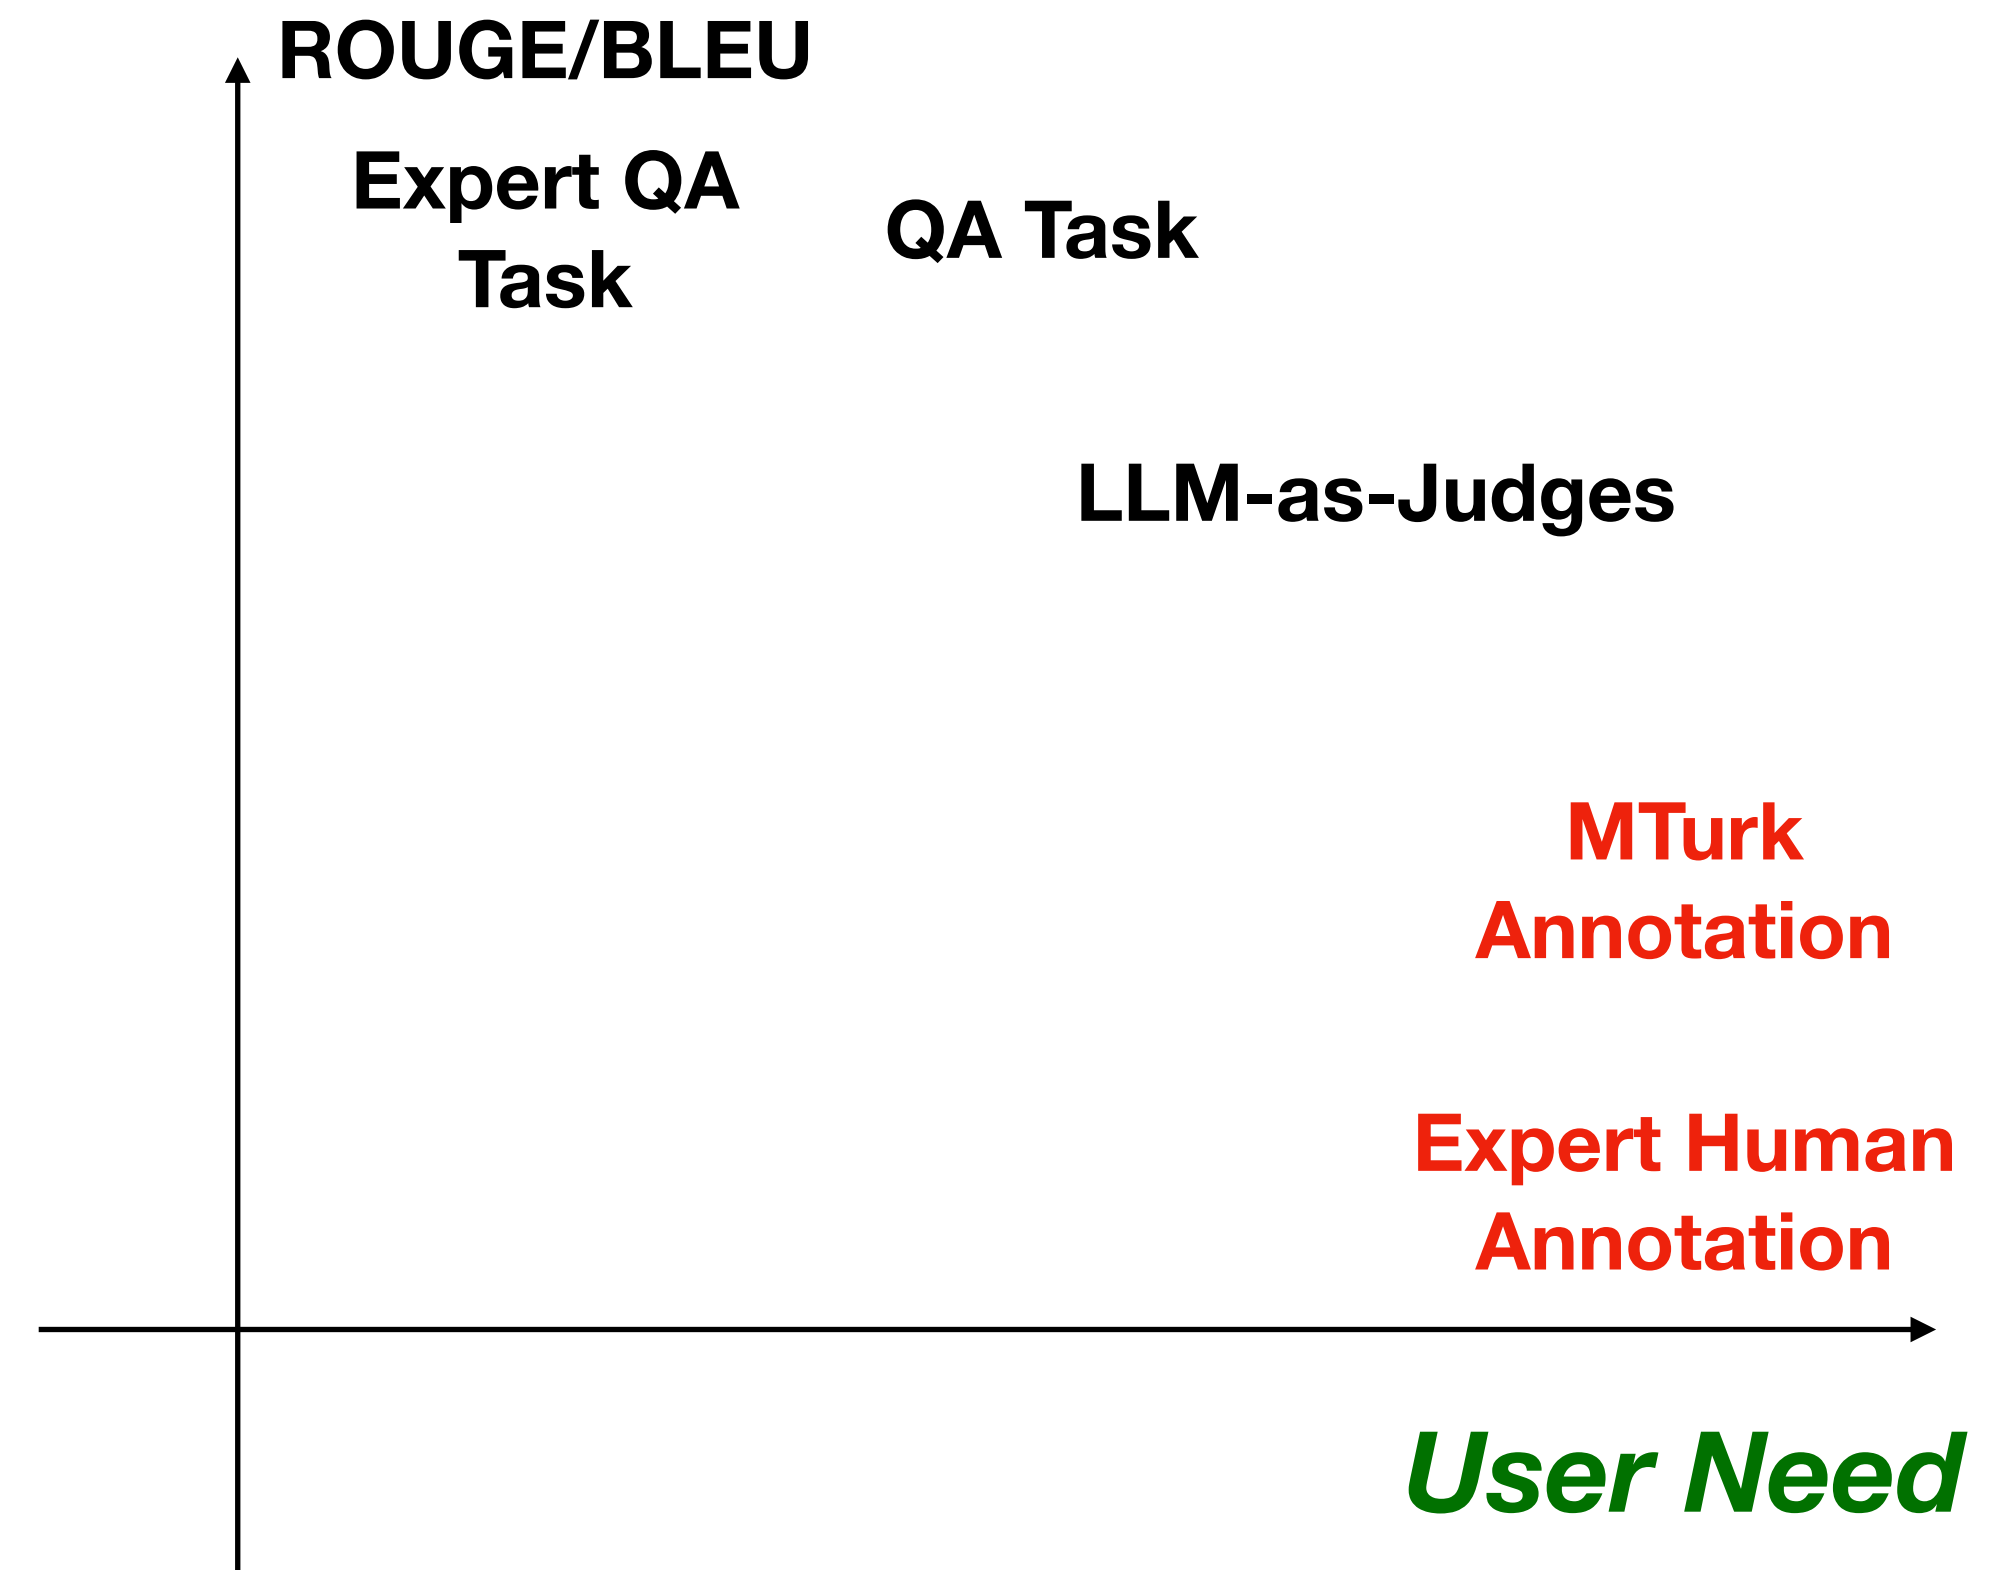 ROUGE/BLEU
Expert QA
Task
QA Task
LLM-as-Judges
MTurk
Annotation
Expert Human
Annotation
User Need